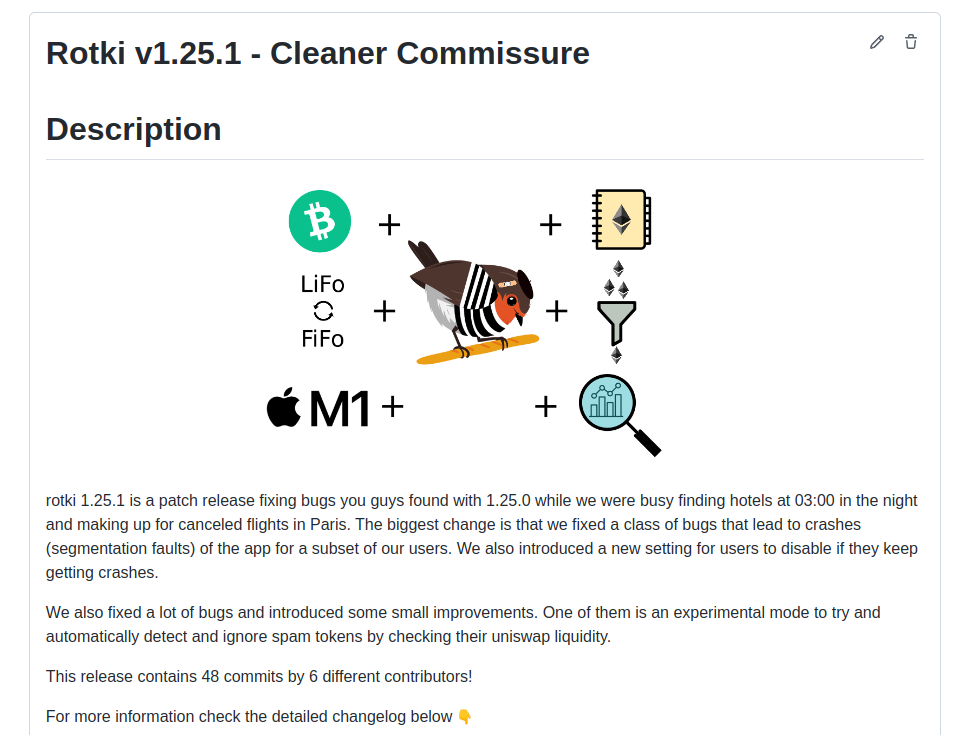 Rotki v1.25.1 - Cleaner Commissure
Description
LiFo
FiFo
M1
rotki 1.25.1 is a patch release fixing bugs you guys found with 1.25.0 while we were busy finding hotels at 03:00 in the night
and making up for canceled flights in Paris. The biggest change is that we fixed a class of bugs that lead to crashes
(segmentation faults) of the app for a subset of our users. We also introduced a new setting for users to disable if they keep
getting crashes.
We also fixed a lot of bugs and introduced some small improvements. One of them is an experimental mode to try and
automatically detect and ignore spam tokens by checking their uniswap liquidity.
This release contains 48 commits by 6 different contributors!
For more information check the detailed changelog below 👇